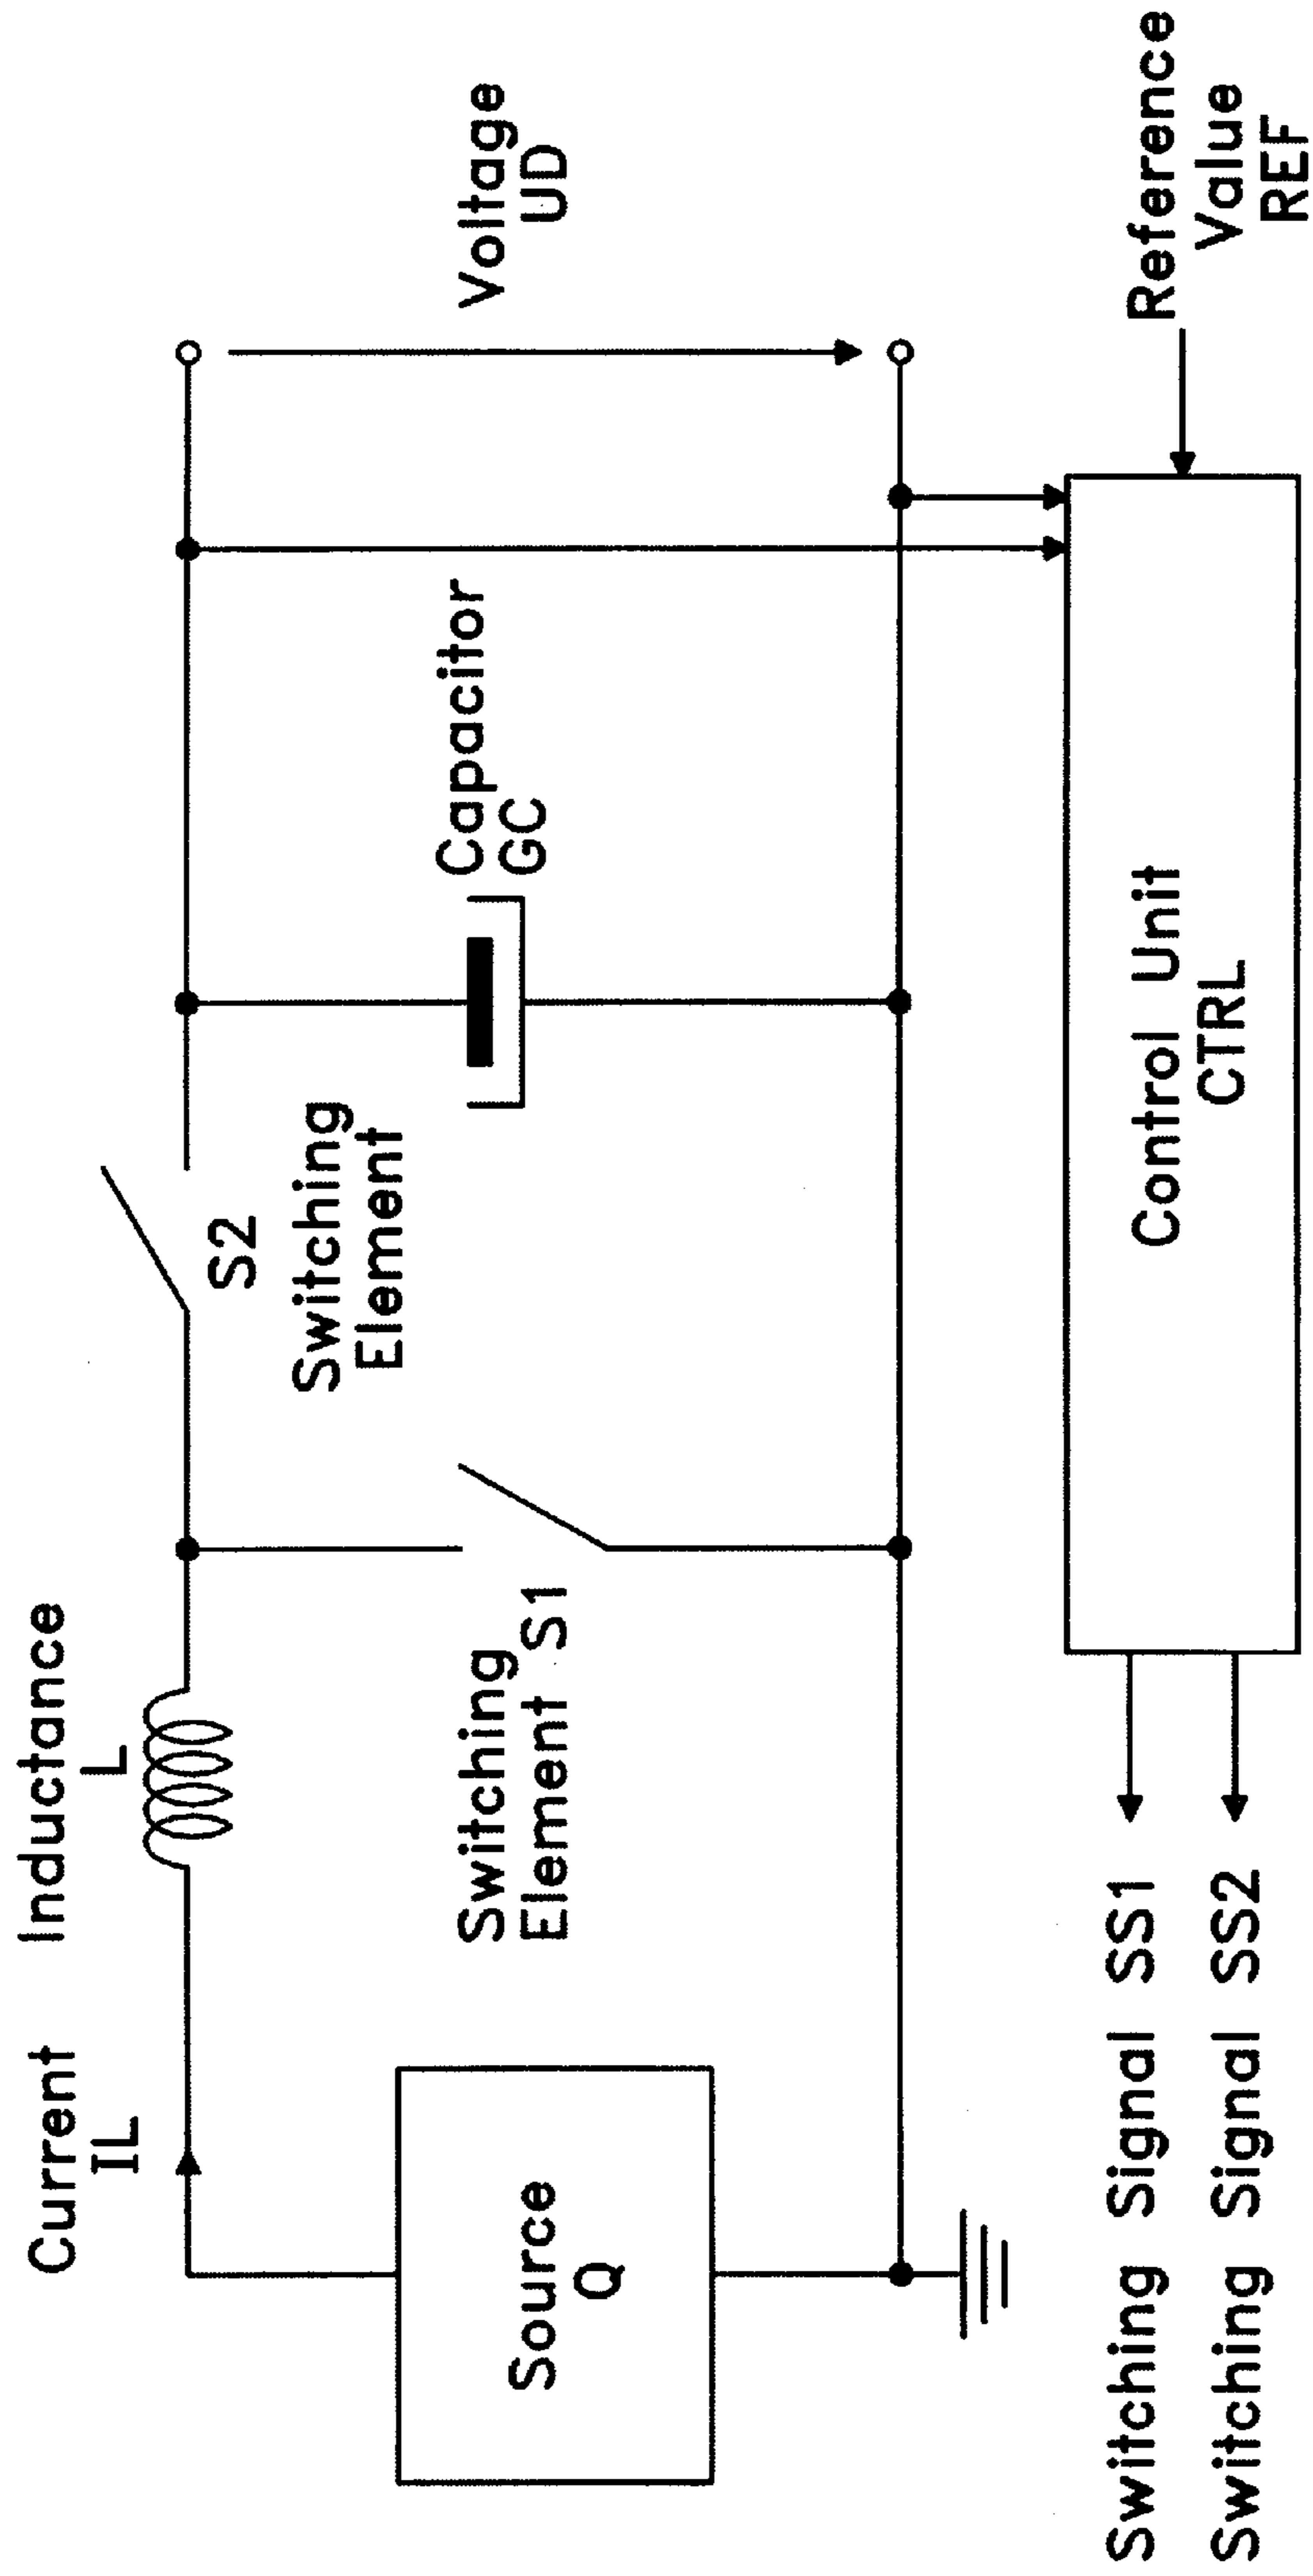 Current
IL
Inductance
L
S2
Switching
Element
Switching
Element S1
Capacitor
GC
Voltage
UD
Source
Q
Control Unit
CTRL
Reference
Value
REF
Switching Signal SS1
Switching Signal SS2